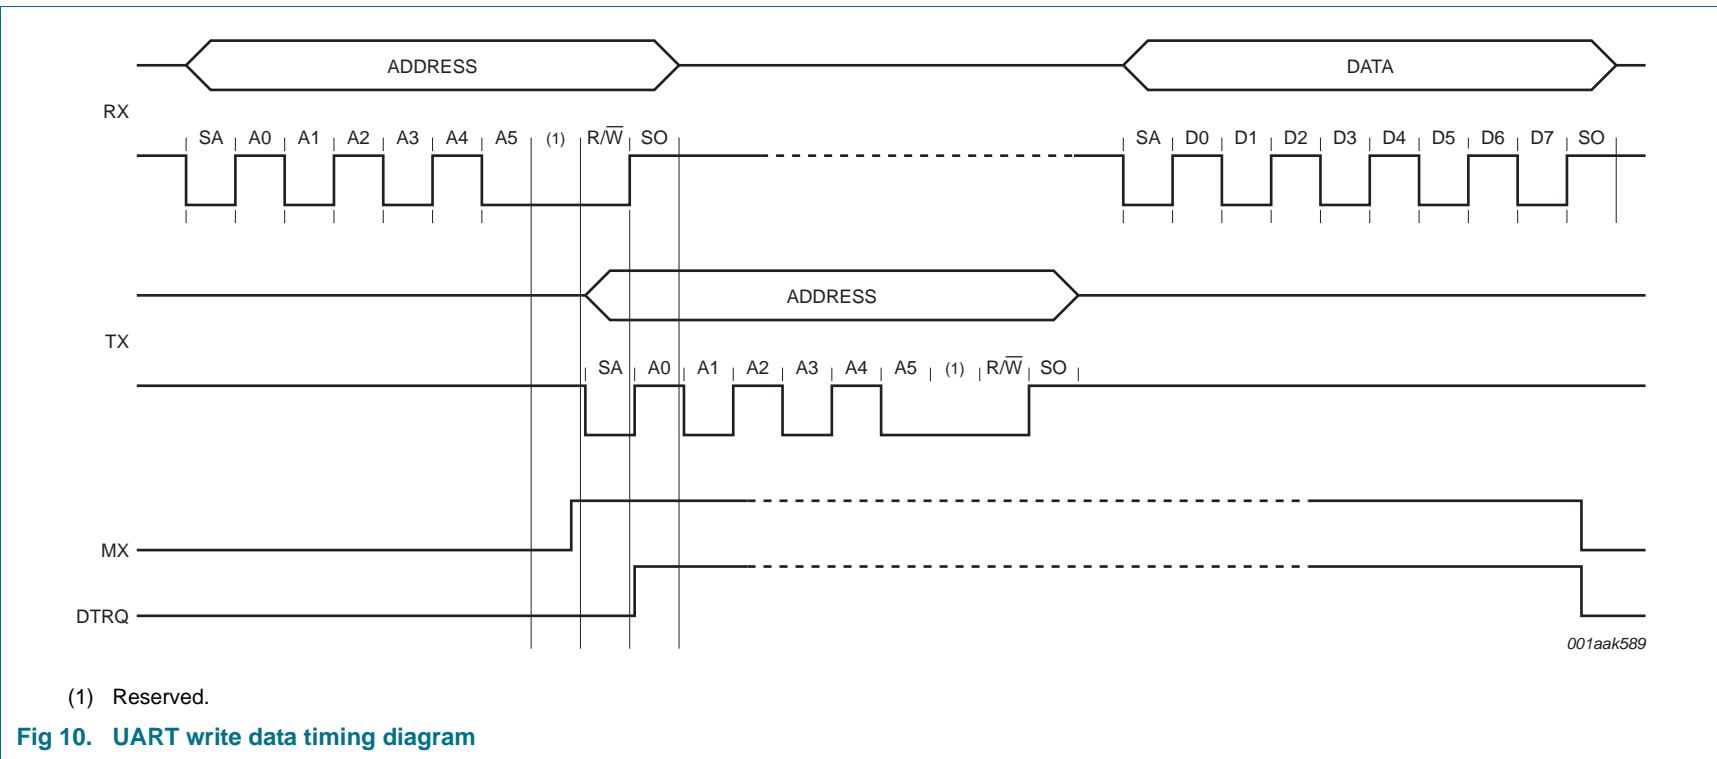 ADDRESS DATA
RX
SA A0 A1 A2 A3 A4 A5 (1) R/W̅ SO SA D0 D1 D2 D3 D4 D5 D6 D7 SO
ADDRESS
TX
SA A0 A1 A2 A3 A4 A5 (1) R/W̅ SO
MX
DTRQ
001aak589
(1) Reserved.
Fig 10. UART write data timing diagram